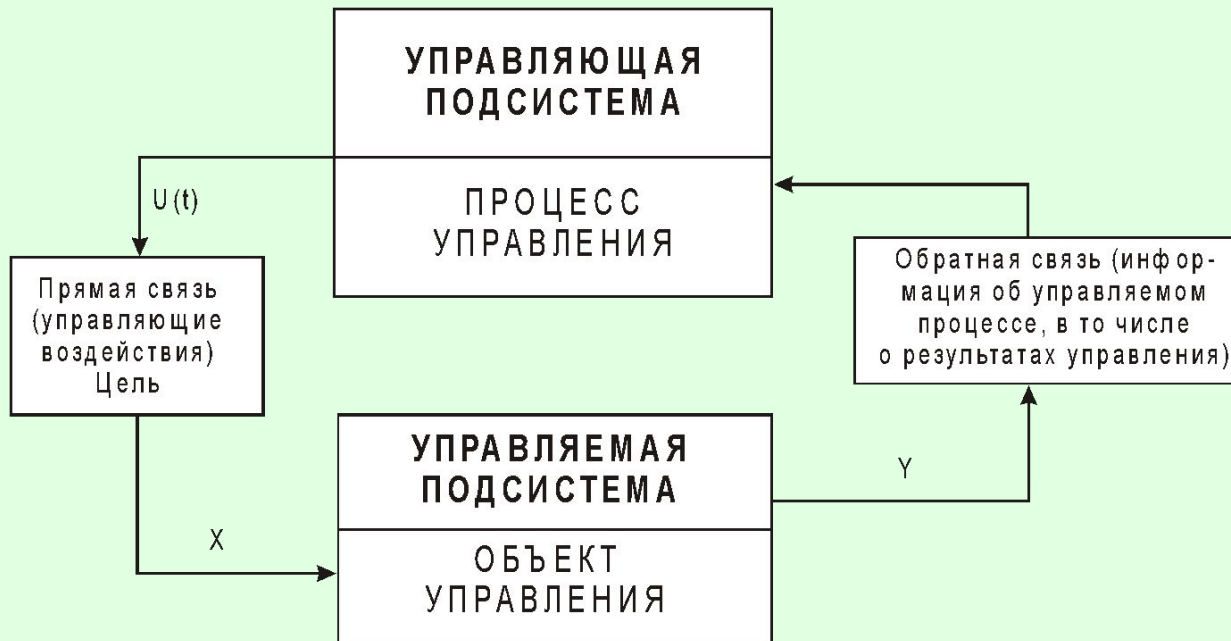 УПРАВЛЯЮЩАЯ
ПОДСИСТЕМА
ПРОЦЕСС
УПРАВЛЕНИЯ
U(t)
Прямая связь
(управляющие
воздействия)
Цель
Обратная связь (инфор-
мация об управляемом
процессе, в то числе
о результатах управления)
УПРАВЛЯЕМАЯ
ПОДСИСТЕМА
ОБЪЕКТ
УПРАВЛЕНИЯ
X
Y